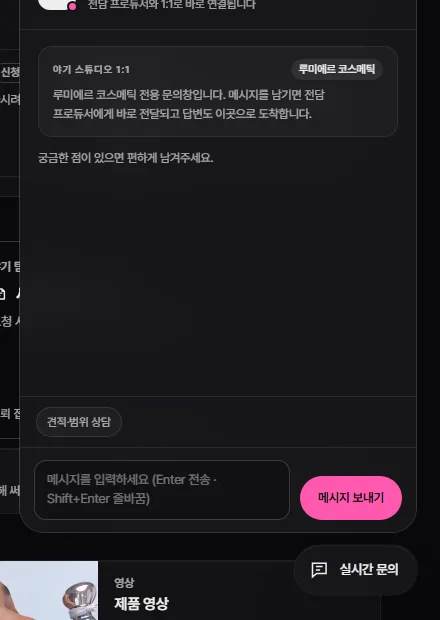 전담 프로듀서와 1:1로 바로 연결됩니다
야기 스튜디오 1:1
루미에르 코스메틱
루미에르 코스메틱 전용 문의창입니다. 메시지를 남기면 전담
프로듀서에게 바로 전달되고 답변도 이곳으로 도착합니다.
궁금한 점이 있으면 편하게 남겨주세요.
견적·범위 상담
메시지를 입력하세요 (Enter 전송 ·
Shift+Enter 줄바꿈)
메시지 보내기
실시간 문의
영상
제품 영상
신청